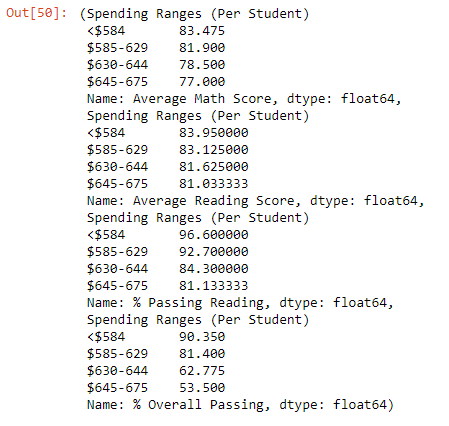 Out[50]: (Spending Ranges (Per Student)
<$584 83.475
$585-629 81.900
$630-644 78.500
$645-675 77.000
Name: Average Math Score, dtype: float64,
Spending Ranges (Per Student)
<$584 83.950000
$585-629 83.125000
$630-644 81.625000
$645-675 81.033333
Name: Average Reading Score, dtype: float64,
Spending Ranges (Per Student)
<$584 96.600000
$585-629 92.700000
$630-644 84.300000
$645-675 81.133333
Name: % Passing Reading, dtype: float64,
Spending Ranges (Per Student)
<$584 90.350
$585-629 81.400
$630-644 62.775
$645-675 53.500
Name: % Overall Passing, dtype: float64)